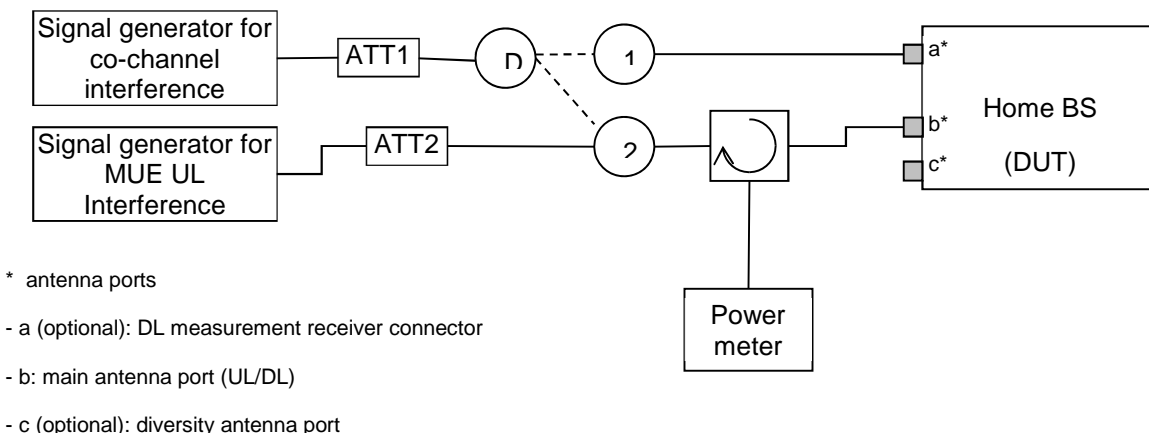 Signal generator for
co-channel
interference
ATT1
D
1
a*
Signal generator for
MUE UL
Interference
ATT2
2
b*
c*
Home BS
(DUT)
Power
meter
* antenna ports
- a (optional): DL measurement receiver connector
- b: main antenna port (UL/DL)
- c (optional): diversity antenna port